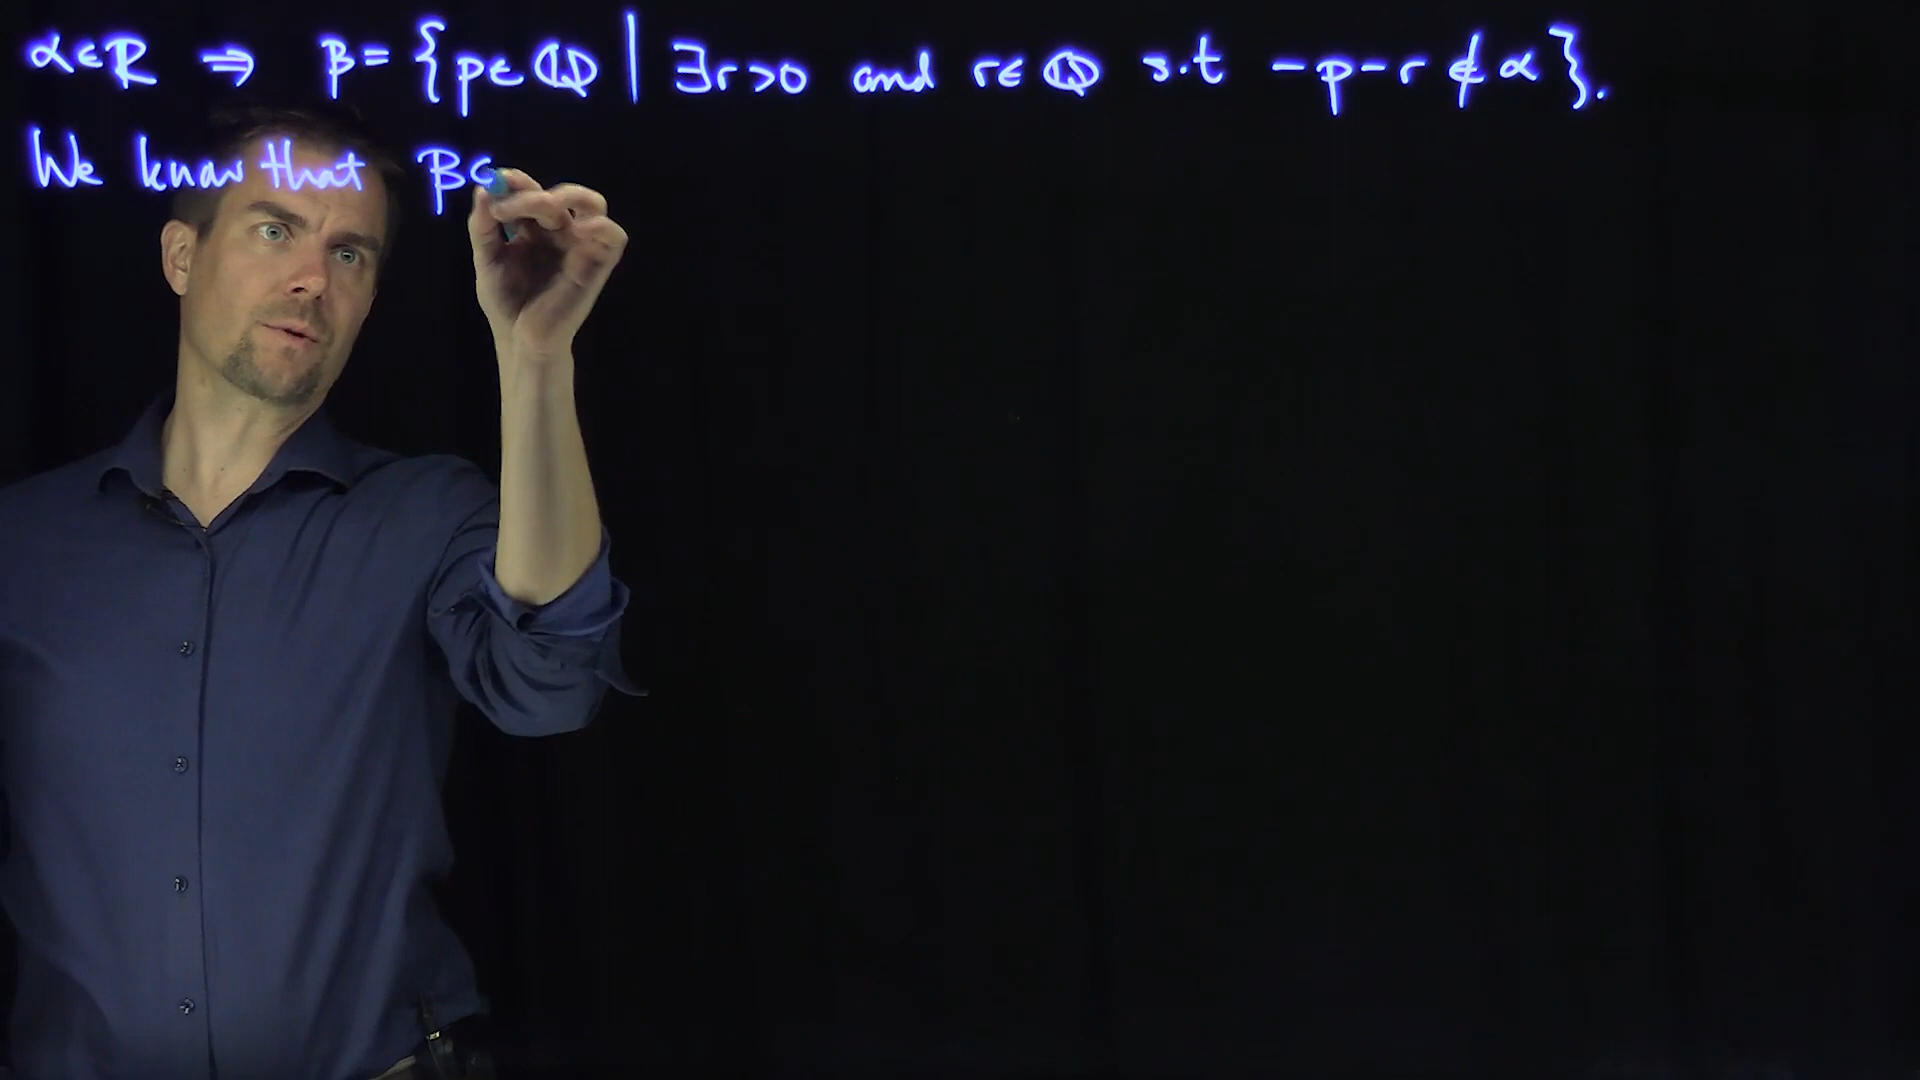 α∈R ⇒ β = {p∈ℚ | ∃r>0 and r∈ℚ s.t -p-r ∉ α}.
We know that β